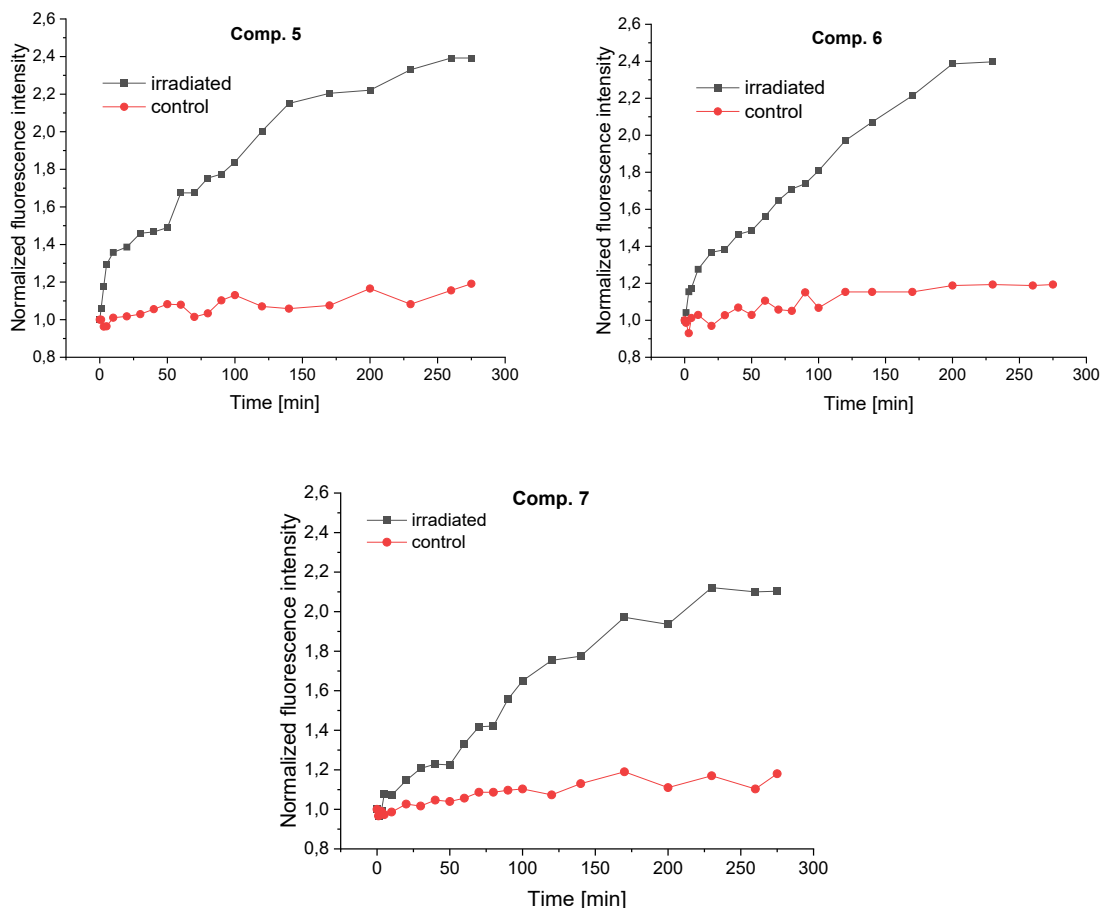 Comp. 5
irradiated
control
Normalized fluorescence intensity
2,6
2,4
2,2
2,0
1,8
1,6
1,4
1,2
1,0
0,8
0 50 100 150 200 250 300
Time [min]
Comp. 6
irradiated
control
Normalized fluorescence intensity
2,6
2,4
2,2
2,0
1,8
1,6
1,4
1,2
1,0
0,8
0 50 100 150 200 250 300
Time [min]
Comp. 7
irradiated
control
Normalized fluorescence intensity
2,6
2,4
2,2
2,0
1,8
1,6
1,4
1,2
1,0
0,8
0 50 100 150 200 250 300
Time [min]